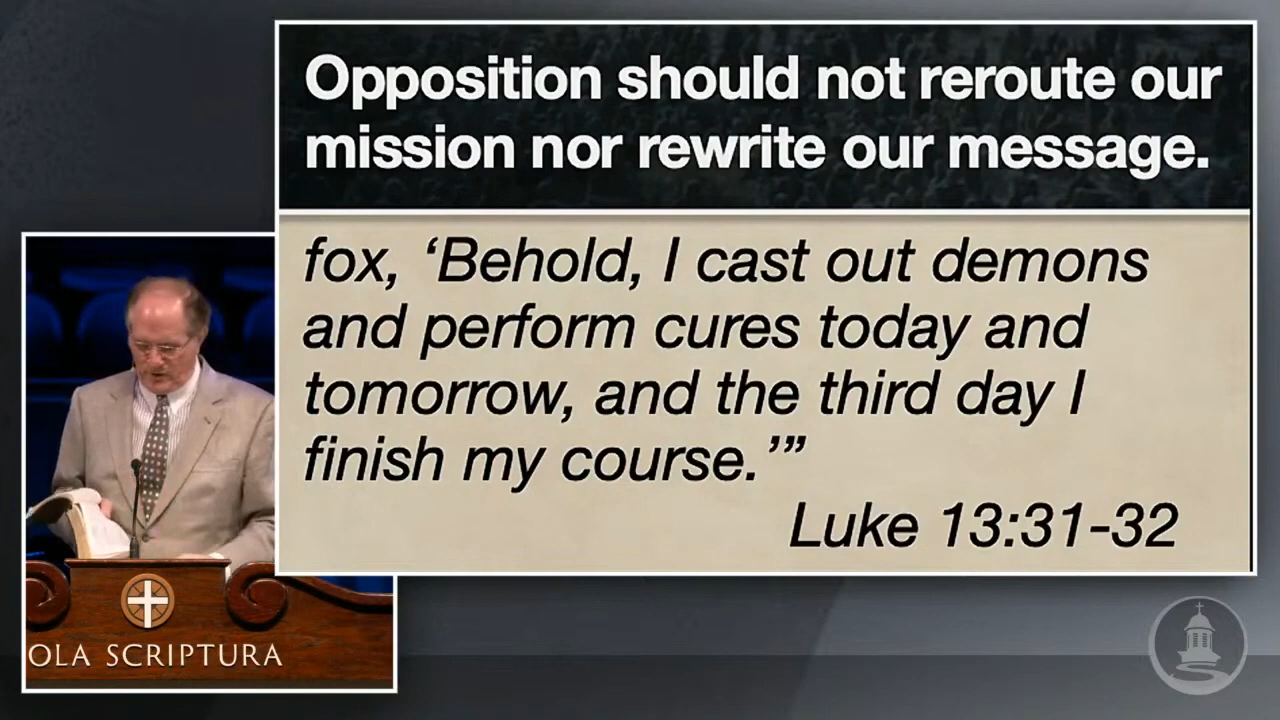 Opposition should not reroute our
mission nor rewrite our message.
fox, ‘Behold, I cast out demons
and perform cures today and
tomorrow, and the third day I
finish my course.’”
Luke 13:31-32
OLA SCRIPTURA